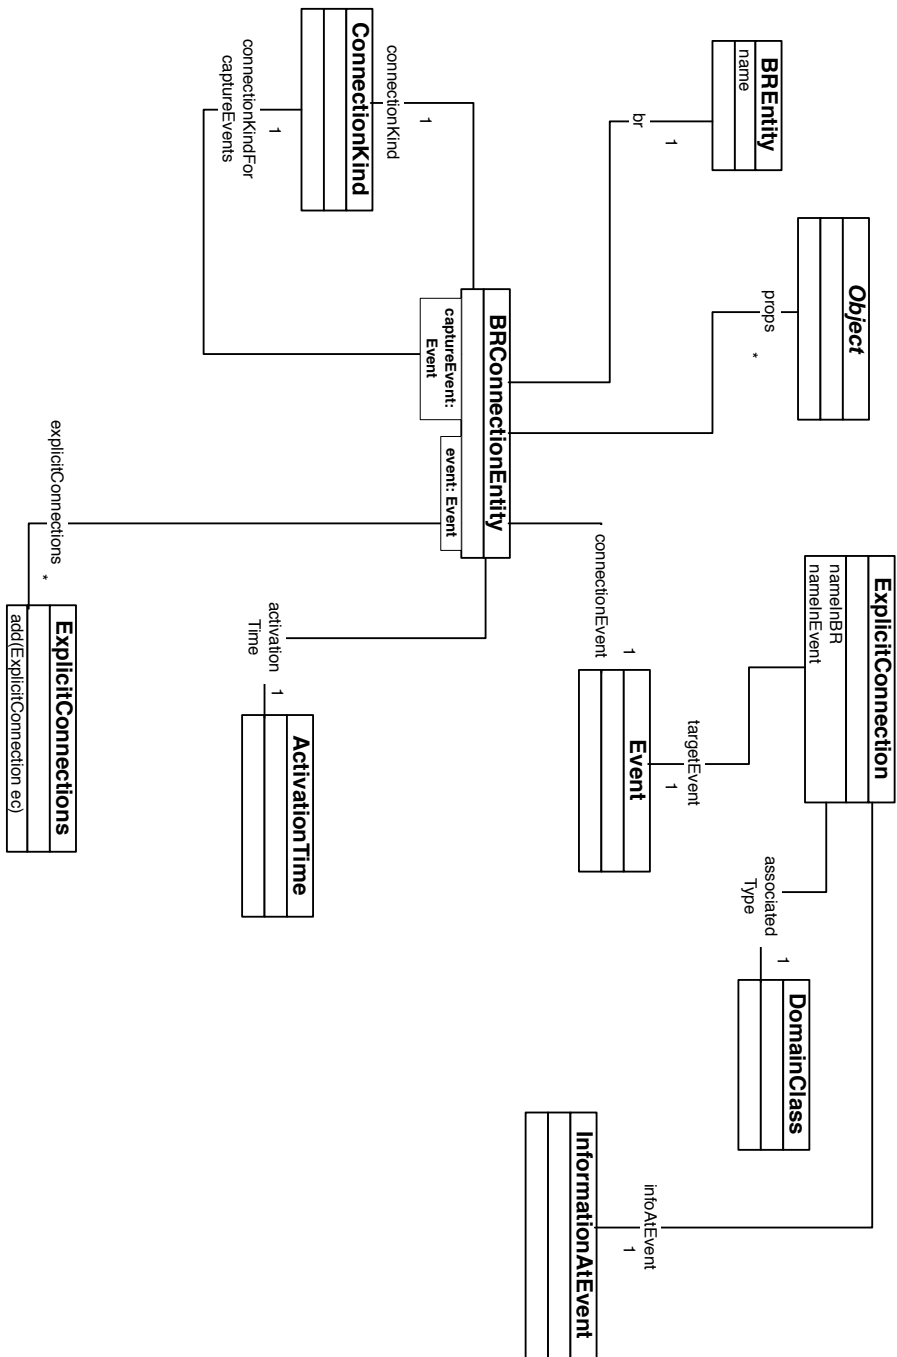 BREntity
name
br
1
Object
props
*
ConnectionKind
connectionKind
1
connectionKindFor
captureEvents
1
BRConnectionEntity
captureEvent:
Event
event: Event
explicitConnections
*
ExplicitConnections
add(ExplicitConnection ec)
activation
Time
1
ActivationTime
connectionEvent
1
Event
targetEvent
1
ExplicitConnection
nameInBR
nameInEvent
associated
Type
1
DomainClass
infoAtEvent
1
InformationAtEvent